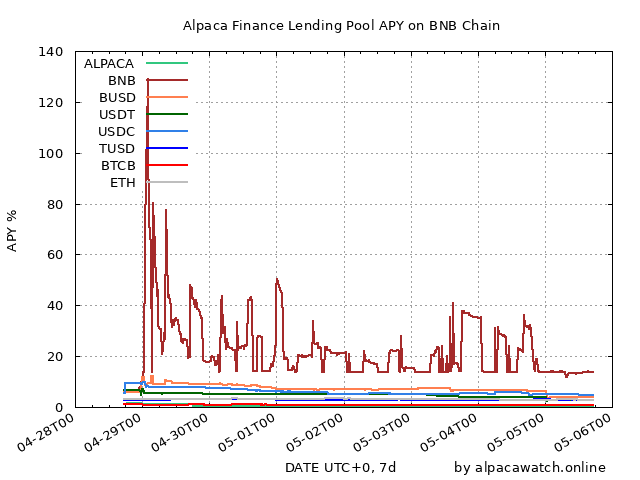 Alpaca Finance Lending Pool APY on BNB Chain
140
120
100
80
60
40
20
0
APY %
ALPACA
BNB
BUSD
USDT
USDC
TUSD
BTCB
ETH
04-28T00
04-29T00
04-30T00
05-01T00
05-02T00
05-03T00
05-04T00
05-05T00
05-06T00
DATE UTC+0, 7d
by alpacawatch.online